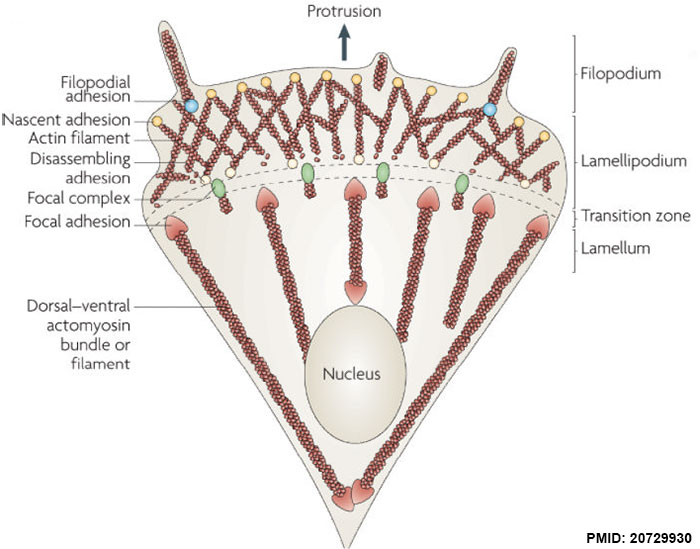 Protrusion
Filopodial
adhesion
Nascent adhesion
Actin filament
Disassembling
adhesion
Focal complex
Focal adhesion
Dorsal–ventral
actomyosin
bundle or
filament
Nucleus
Filopodium
Lamellipodium
Transition zone
Lamellum
PMID: 20729930